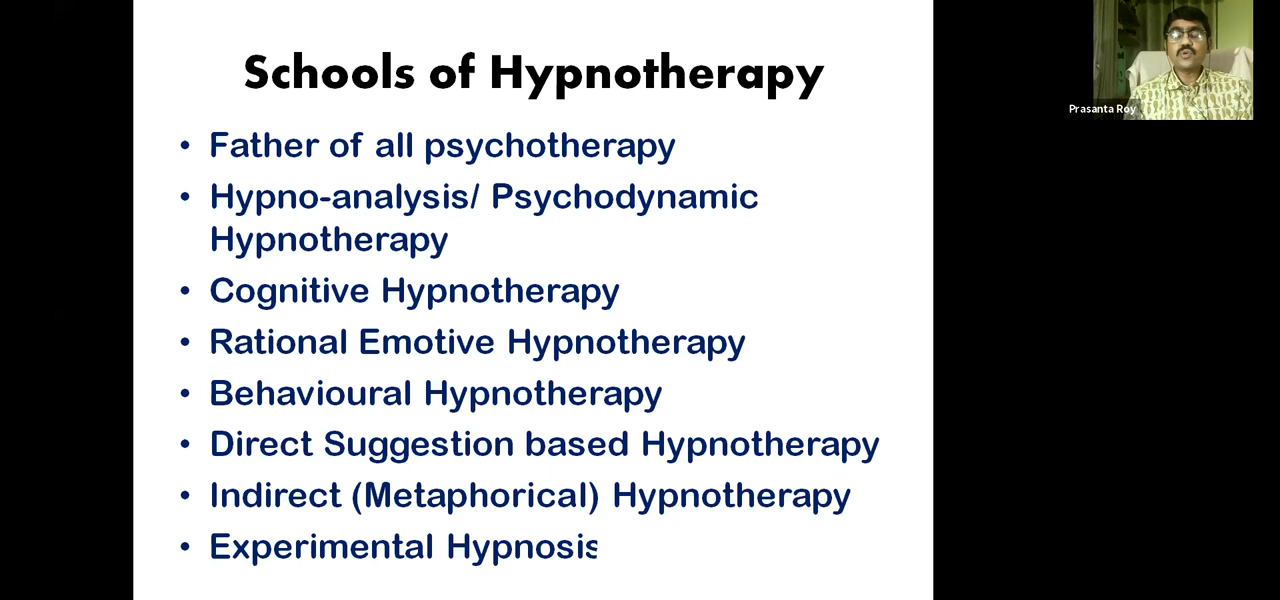 Schools of Hypnotherapy
• Father of all psychotherapy
• Hypno-analysis/ Psychodynamic
Hypnotherapy
• Cognitive Hypnotherapy
• Rational Emotive Hypnotherapy
• Behavioural Hypnotherapy
• Direct Suggestion based Hypnotherapy
• Indirect (Metaphorical) Hypnotherapy
• Experimental Hypnosis
Prasanta Roy